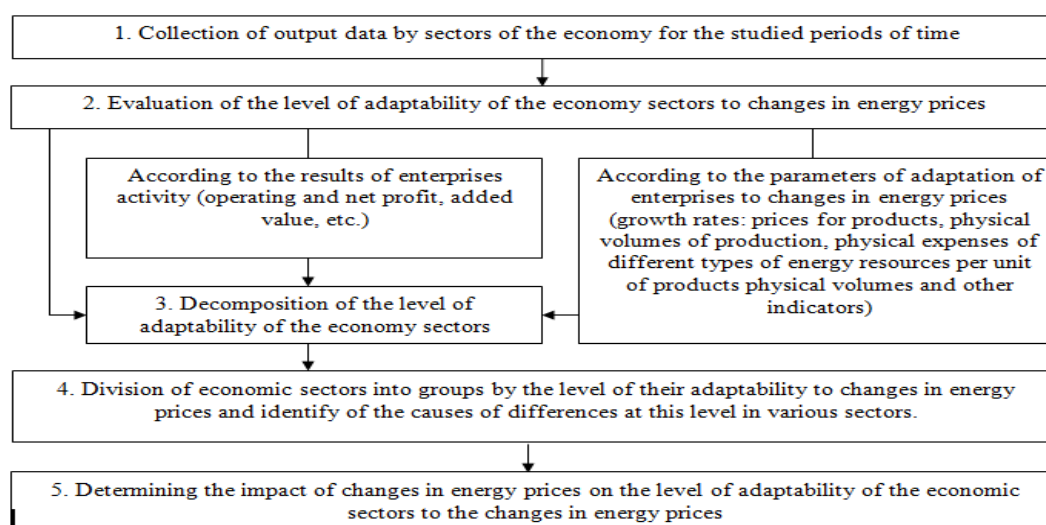 1. Collection of output data by sectors of the economy for the studied periods of time
2. Evaluation of the level of adaptability of the economy sectors to changes in energy prices
According to the results of enterprises
activity (operating and net profit, added
value, etc.)
According to the parameters of adaptation of
enterprises to changes in energy prices
(growth rates: prices for products, physical
volumes of production, physical expenses of
different types of energy resources per unit
of products physical volumes and other
indicators)
3. Decomposition of the level of
adaptability of the economy sectors
4. Division of economic sectors into groups by the level of their adaptability to changes in energy
prices and identify of the causes of differences at this level in various sectors.
5. Determining the impact of changes in energy prices on the level of adaptability of the economic
sectors to the changes in energy prices